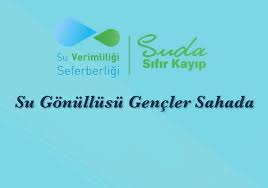 Su Verimliliği
Seferberliği
Suda
Sıfır Kayıp
Su Gönüllüsü Gençler Sahada